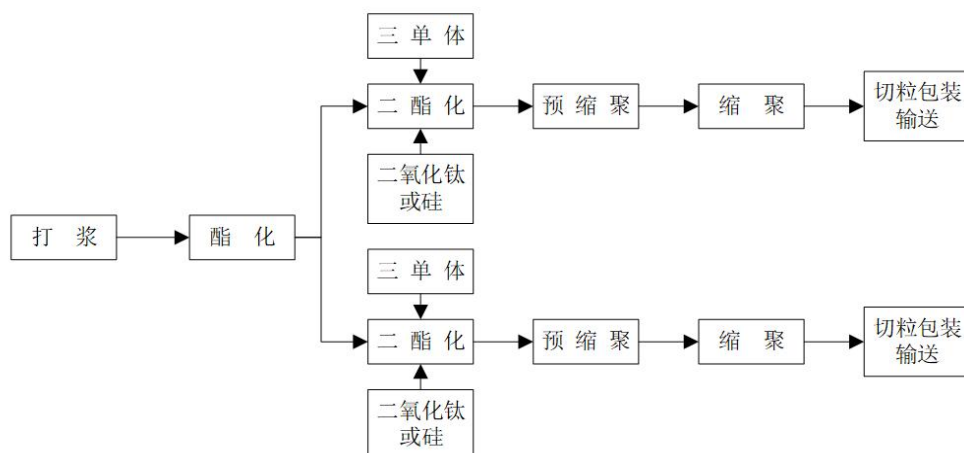 三单体
二酯化
预缩聚
缩聚
切粒包装
输送
二氧化钛
或硅
打浆
酯化
三单体
二酯化
预缩聚
缩聚
切粒包装
输送
二氧化钛
或硅